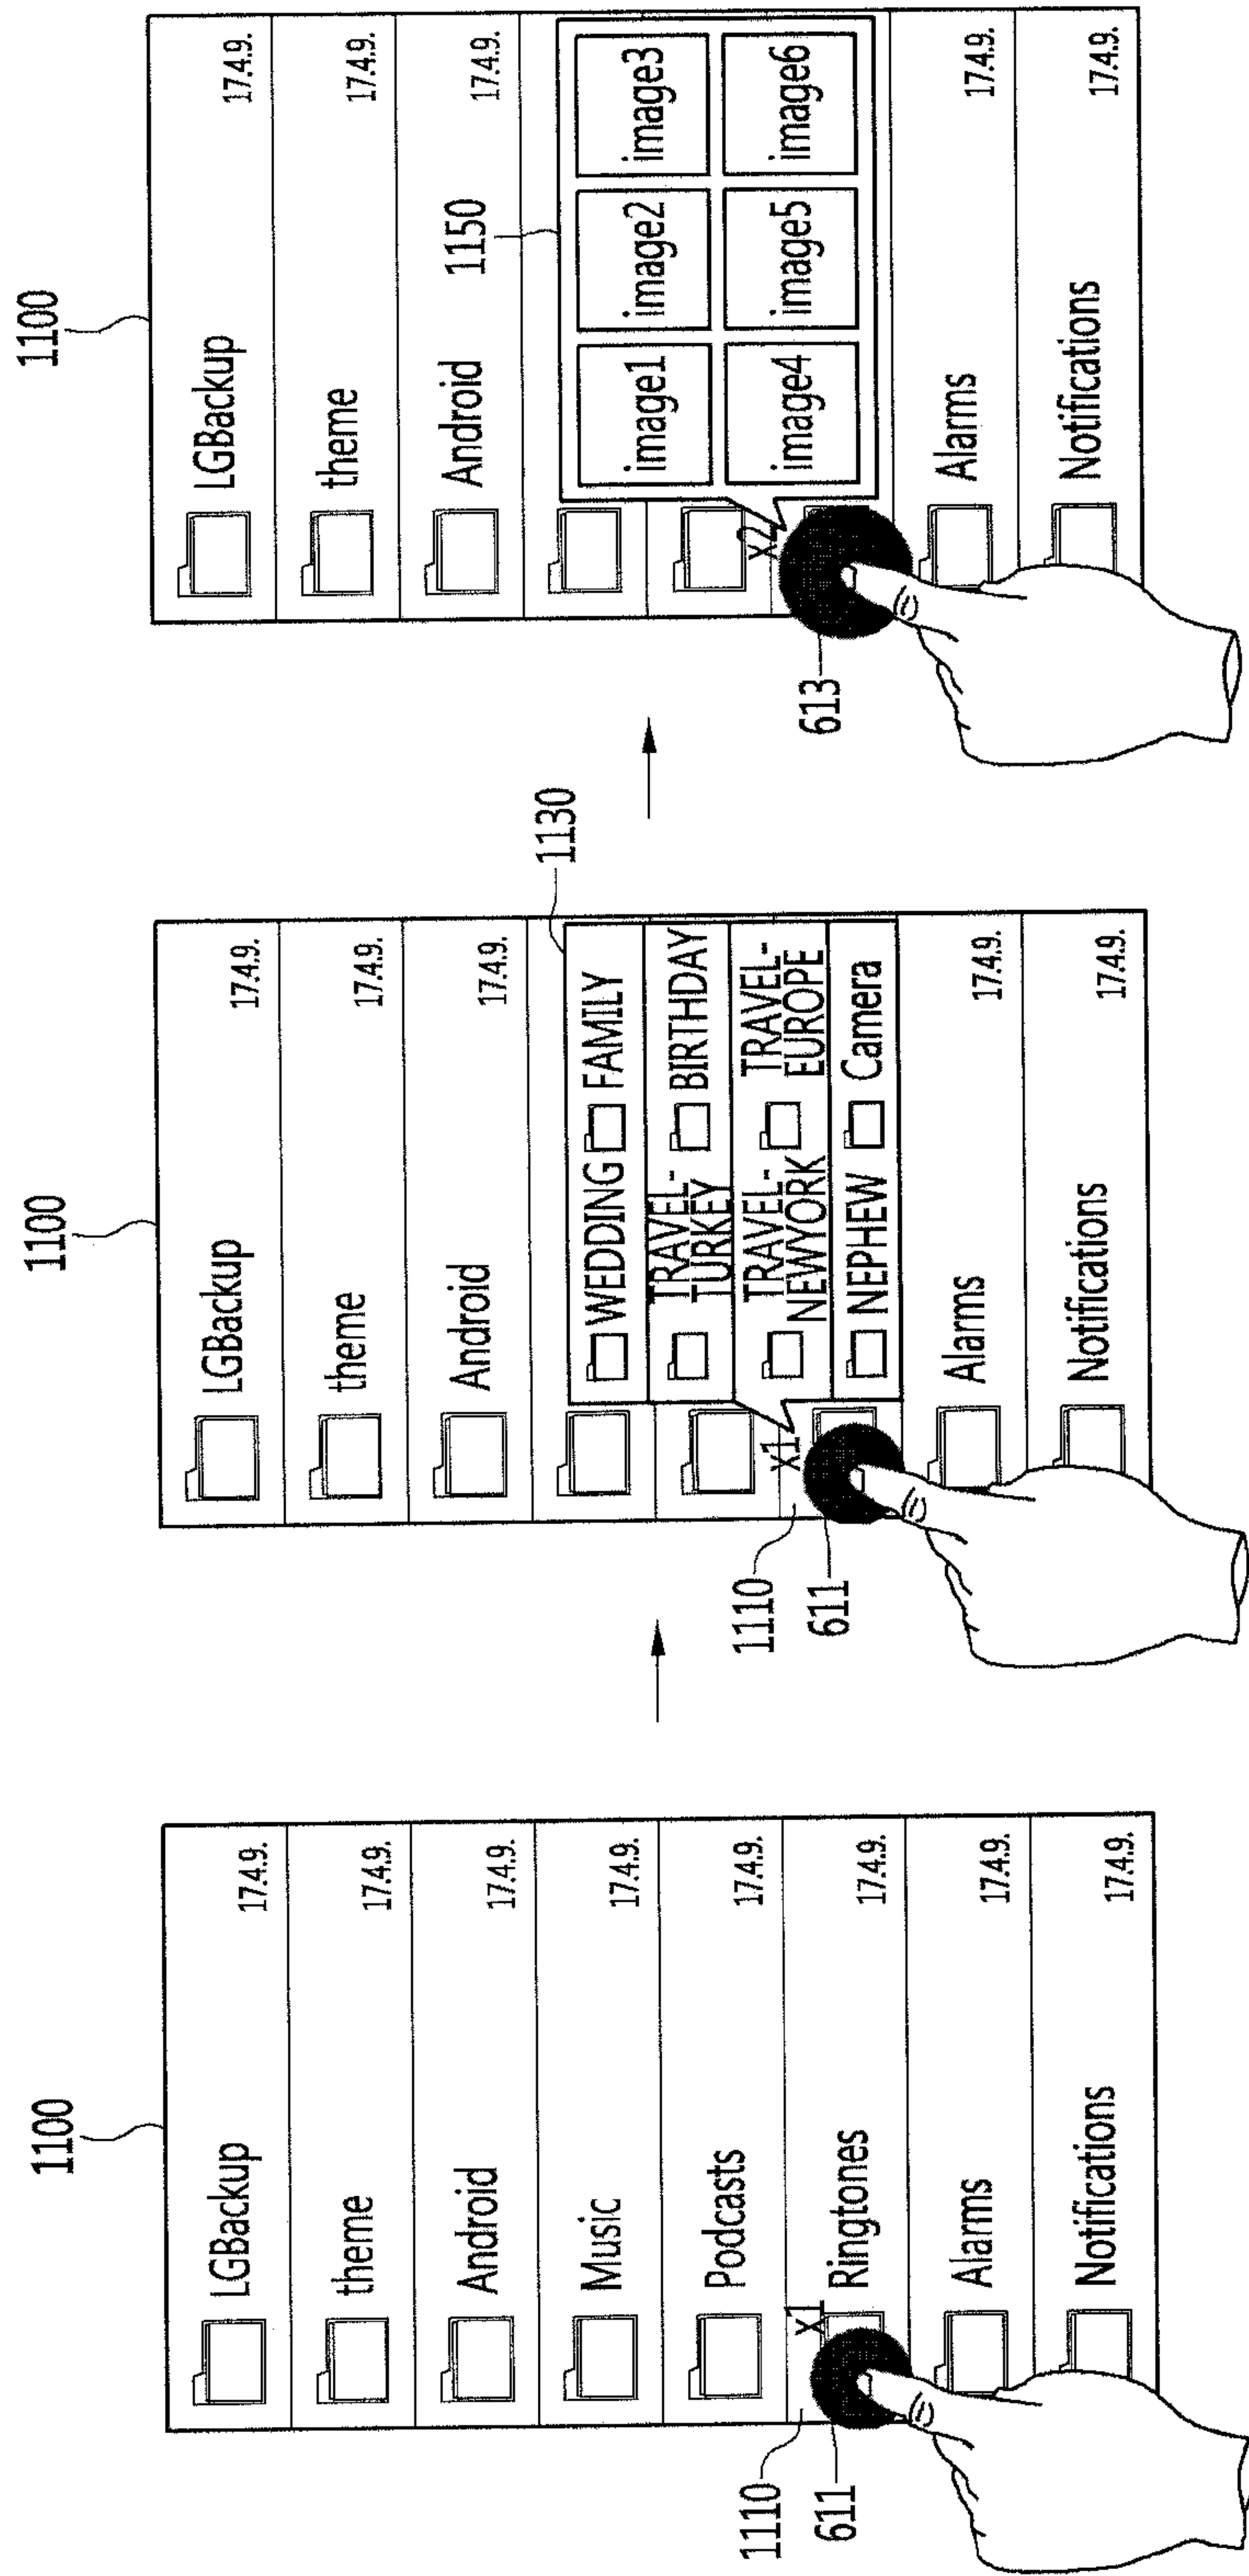 1100
LGBackup 17.4.9.
theme 17.4.9.
Android 17.4.9.
Music 17.4.9.
Podcasts 17.4.9.
1110
x1
611
Ringtones 17.4.9.
Alarms 17.4.9.
Notifications 17.4.9.
1100
LGBackup 17.4.9.
theme 17.4.9.
Android 17.4.9.
1130
WEDDING FAMILY
TRAVEL-
TURKEY
BIRTHDAY
TRAVEL-
NEWYORK
TRAVEL-
EUROPE
NEPHEW Camera
1110
x1
611
Alarms 17.4.9.
Notifications 17.4.9.
1100
LGBackup 17.4.9.
theme 17.4.9.
Android 17.4.9.
1150
image1 image2 image3
image4 image5 image6
x2
613
Alarms 17.4.9.
Notifications 17.4.9.